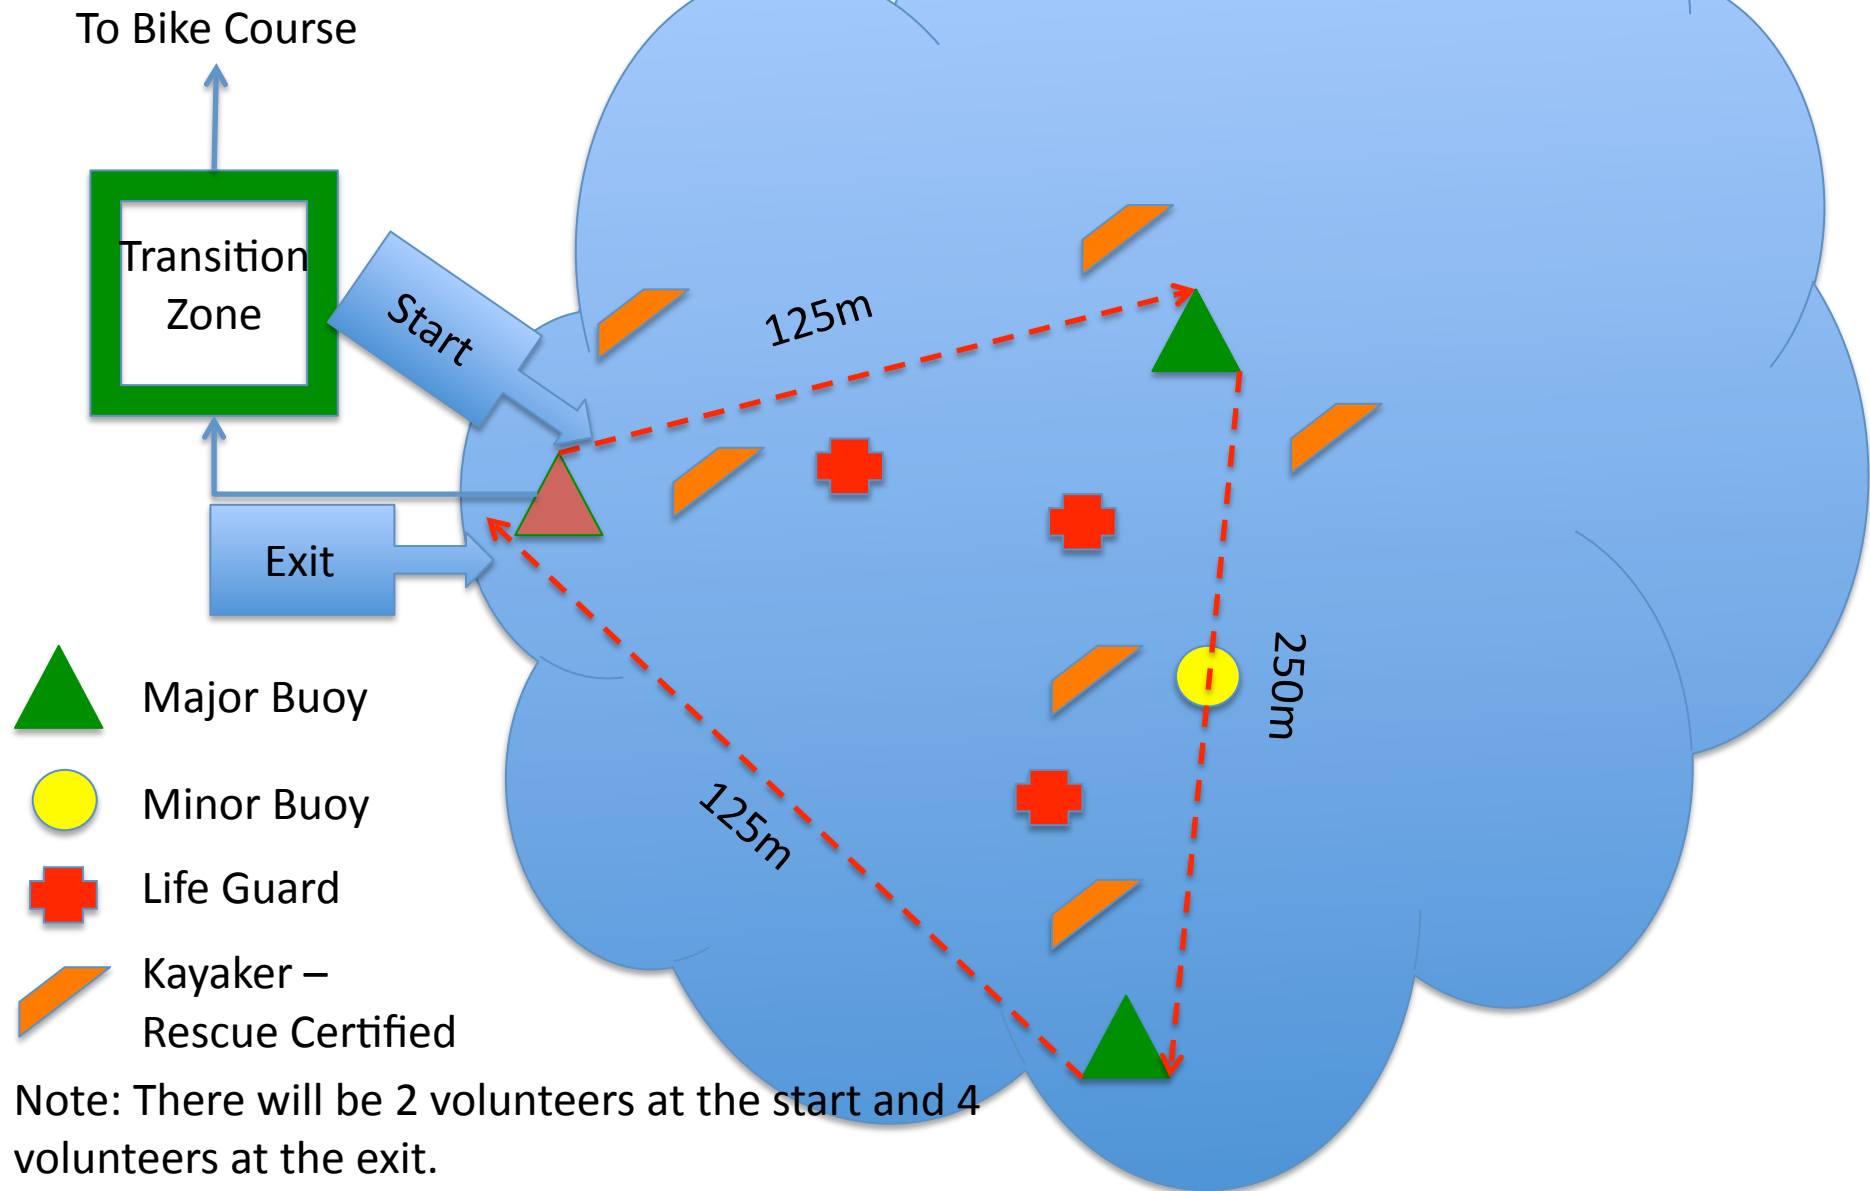 To Bike Course
Transition
Zone
Start
125m
Exit
250m
125m
Major Buoy
Minor Buoy
Life Guard
Kayaker –
Rescue Certified
Note: There will be 2 volunteers at the start and 4
volunteers at the exit.